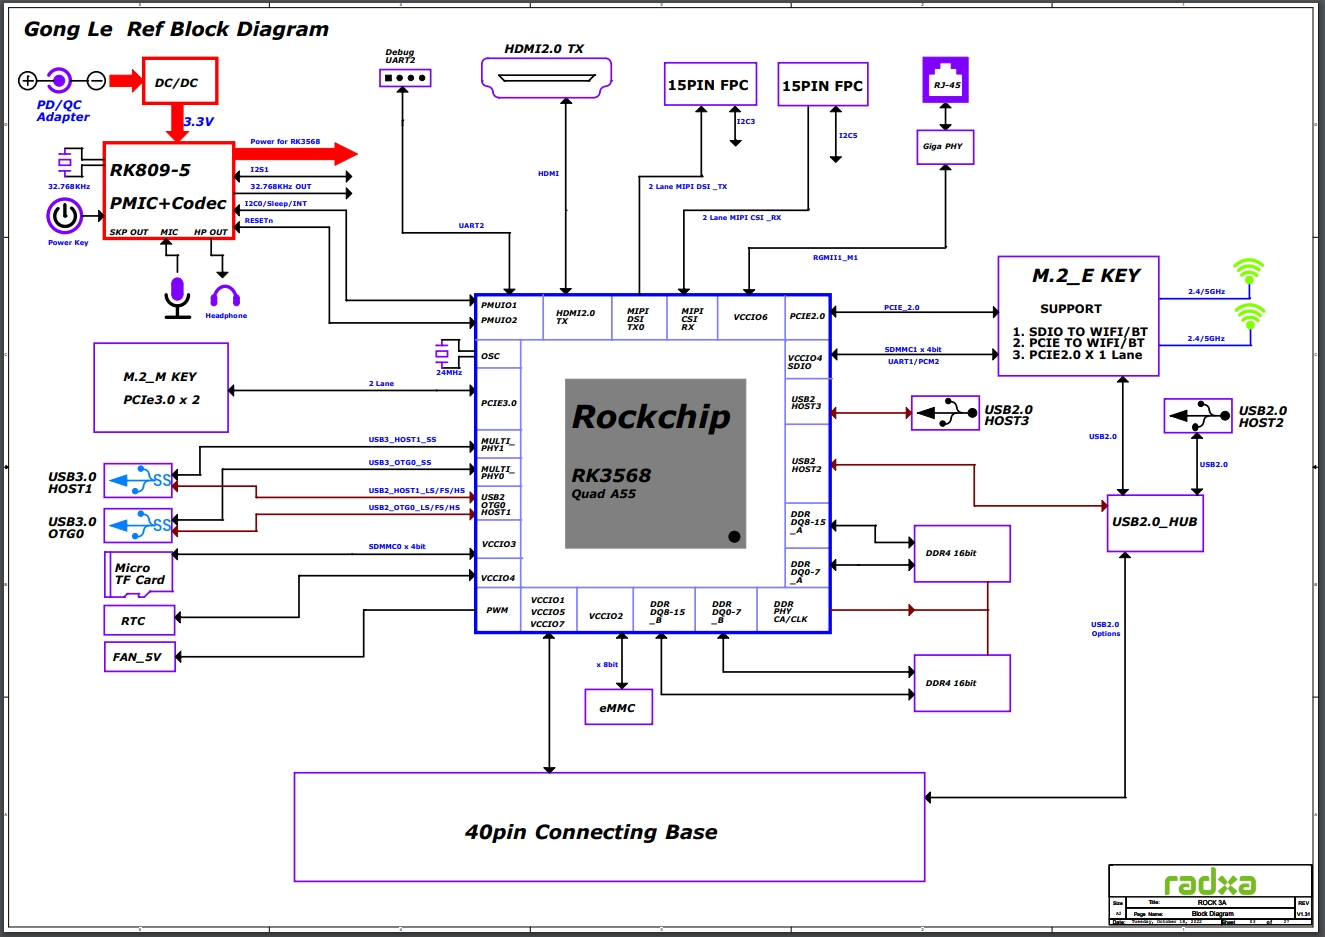 Gong Le  Ref Block Diagram
DC/DC
PD/QC
Adapter
3.3V
RK809-5
PMIC+Codec
SKP OUT
MIC
HP OUT
32.768KHz
Power Key
Headphone
Power for RK3568
I2S1
32.768KHz OUT
I2C0/Sleep/INT
RESETn
Debug
UART2
UART2
HDMI2.0 TX
HDMI
15PIN FPC
I2C3
2 Lane MIPI DSI _TX
15PIN FPC
I2C5
2 Lane MIPI CSI _RX
RJ-45
Giga PHY
RGMII1_M1
M.2_E KEY
SUPPORT
1. SDIO TO WIFI/BT
2. PCIE TO WIFI/BT
3. PCIE2.0 X 1 Lane
2.4/5GHz
2.4/5GHz
PCIE_2.0
SDMMC1 x 4bit
UART1/PCM2
PMUIO1
PMUIO2
HDMI2.0
TX
MIPI
DSI
TX0
MIPI
CSI
RX
VCCIO6
PCIE2.0
OSC
24MHz
VCCIO4
SDIO
M.2_M KEY
PCIe3.0 x 2
2 Lane
PCIE3.0
Rockchip
RK3568
Quad A55
USB2
HOST3
USB2.0
HOST3
USB2.0
HOST2
USB2.0
USB2.0
USB3_HOST1_SS
MULTI_
PHY1
USB3_OTG0_SS
MULTI_
PHY0
USB2
HOST2
USB3.0
HOST1
SS
USB2_HOST1_LS/FS/HS
USB2
OTG0
HOST1
USB3.0
OTG0
SS
USB2_OTG0_LS/FS/HS
DDR
DQ8-15
_A
USB2.0_HUB
Micro
TF Card
SDMMC0 x 4bit
VCCIO3
DDR4 16bit
VCCIO4
DDR
DQ0-7
_A
RTC
PWM
VCCIO1
VCCIO5
VCCIO7
VCCIO2
DDR
DQ8-15
_B
DDR
DQ0-7
_B
DDR
PHY
CA/CLK
FAN_5V
USB2.0
Options
x 8bit
eMMC
DDR4 16bit
40pin Connecting Base
radxa
Size
Title:
ROCK 3A
REV
A2
Page Name:
Block Diagram
V1.31
Date:
Tuesday, October 18, 2022
Sheet
03
of
27